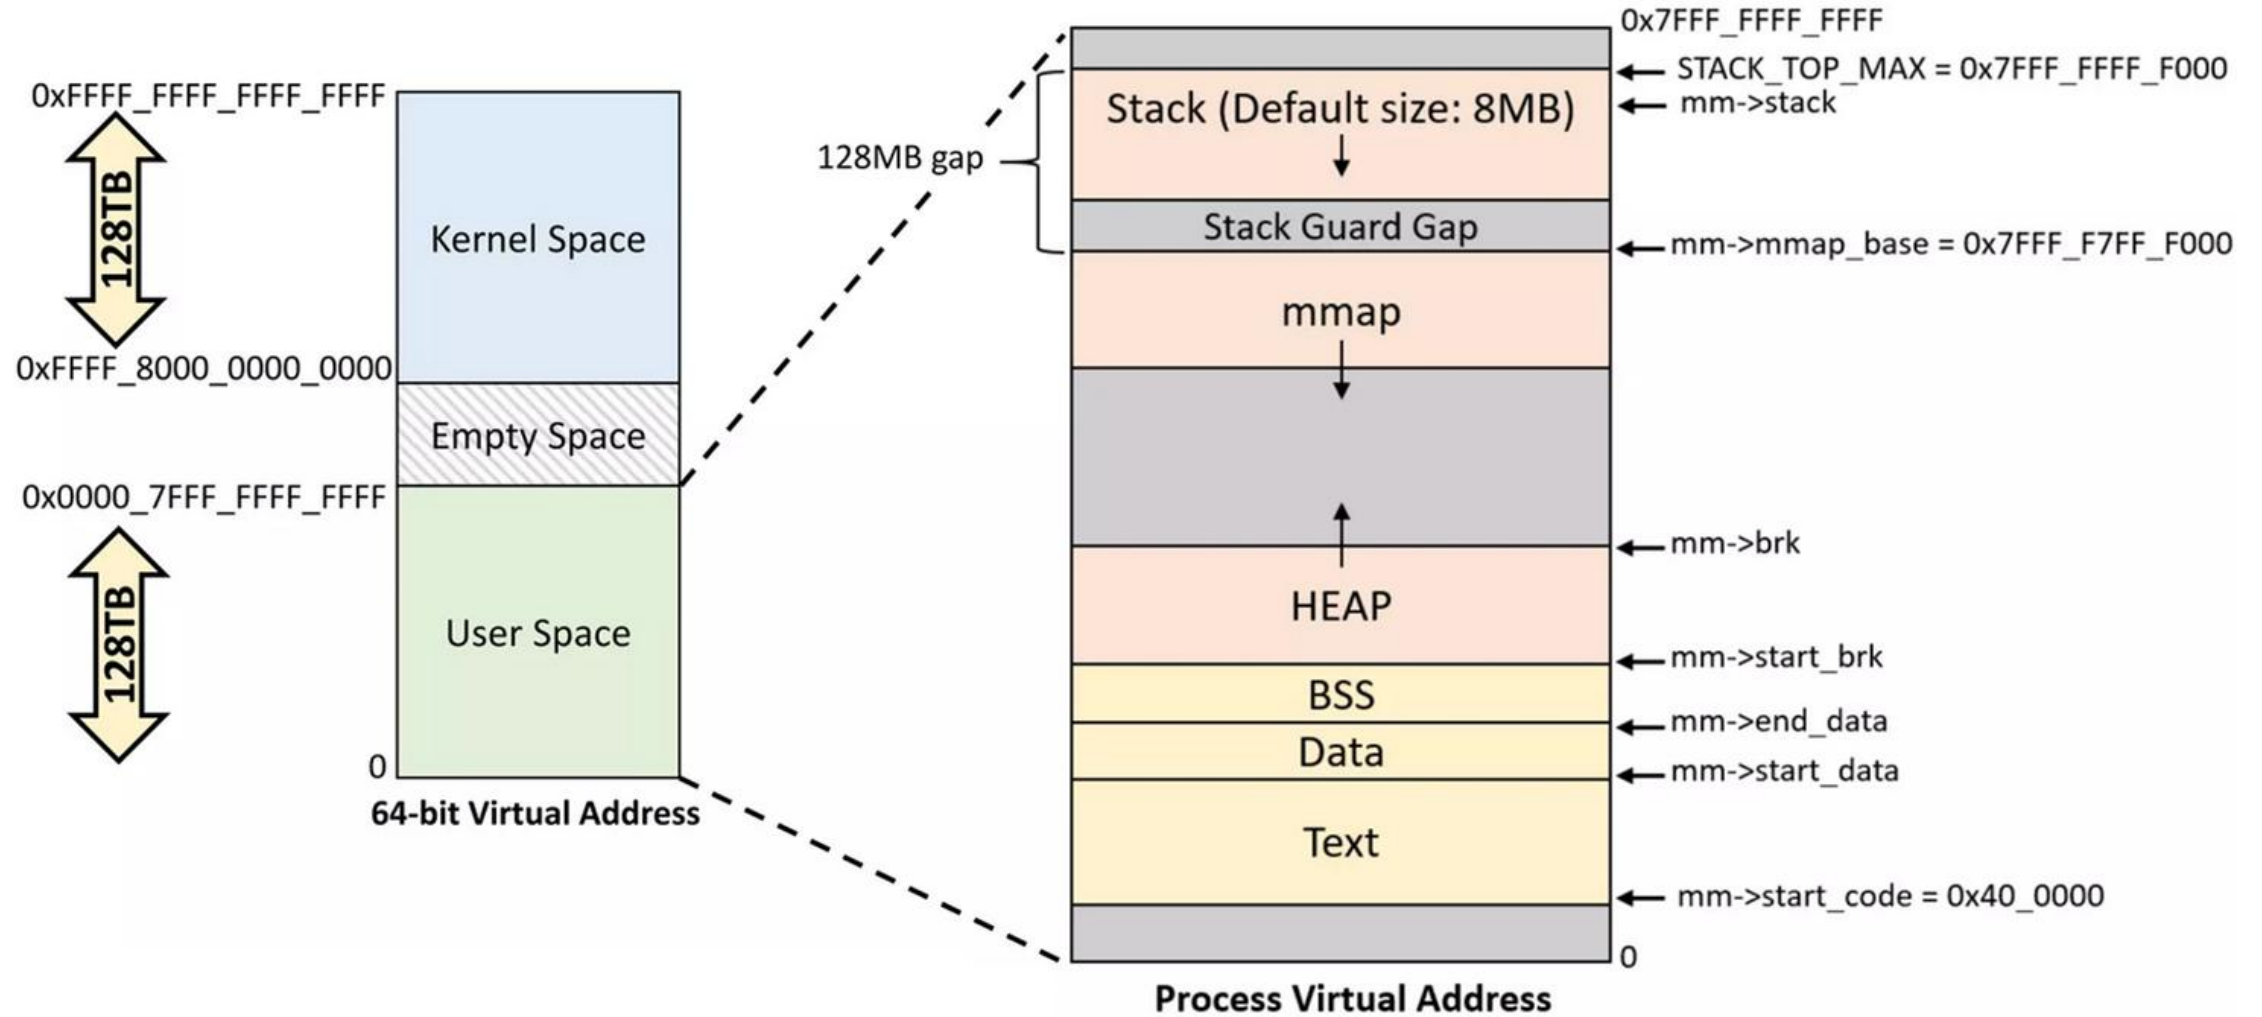 0xFFFF_FFFF_FFFF_FFFF
128TB
Kernel Space
0xFFFF_8000_0000_0000
Empty Space
0x0000_7FFF_FFFF_FFFF
128TB
User Space
0
64-bit Virtual Address
128MB gap
0x7FFF_FFFF_FFFF
STACK_TOP_MAX = 0x7FFF_FFFF_F000
Stack (Default size: 8MB)
mm->stack
Stack Guard Gap
mm->mmap_base = 0x7FFF_F7FF_F000
mmap
mm->brk
HEAP
mm->start_brk
BSS
mm->end_data
Data
mm->start_data
Text
mm->start_code = 0x40_0000
0
Process Virtual Address